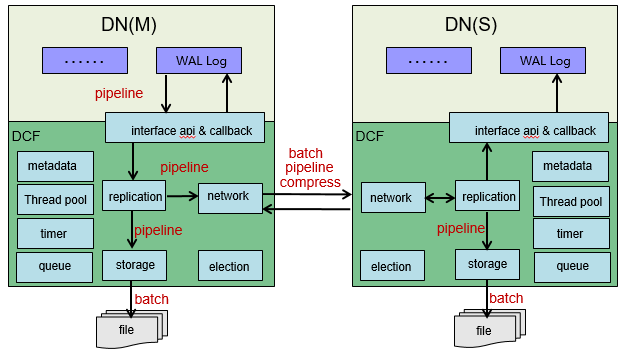 DN(M)
......
WAL Log
pipeline
interface api & callback
DCF
metadata
Thread pool
timer
queue
pipeline
replication
network
pipeline
storage
election
batch
file
batch
pipeline
compress
DN(S)
......
WAL Log
interface api & callback
DCF
network
replication
pipeline
election
storage
metadata
Thread pool
timer
queue
batch
file